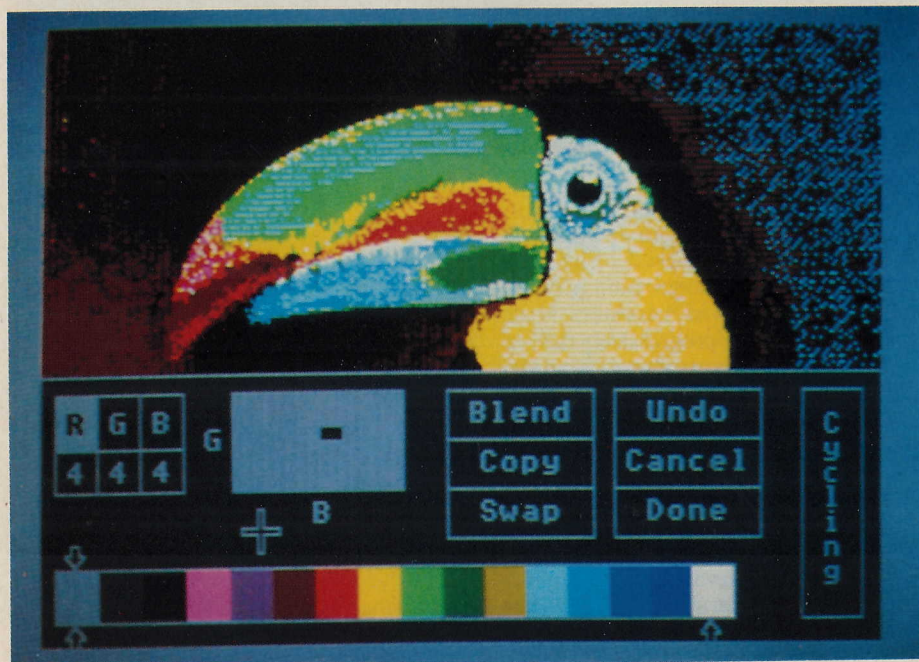 R G B
4 4 4
G
B
Blend
Copy
Swap
Undo
Cancel
Done
Cycling